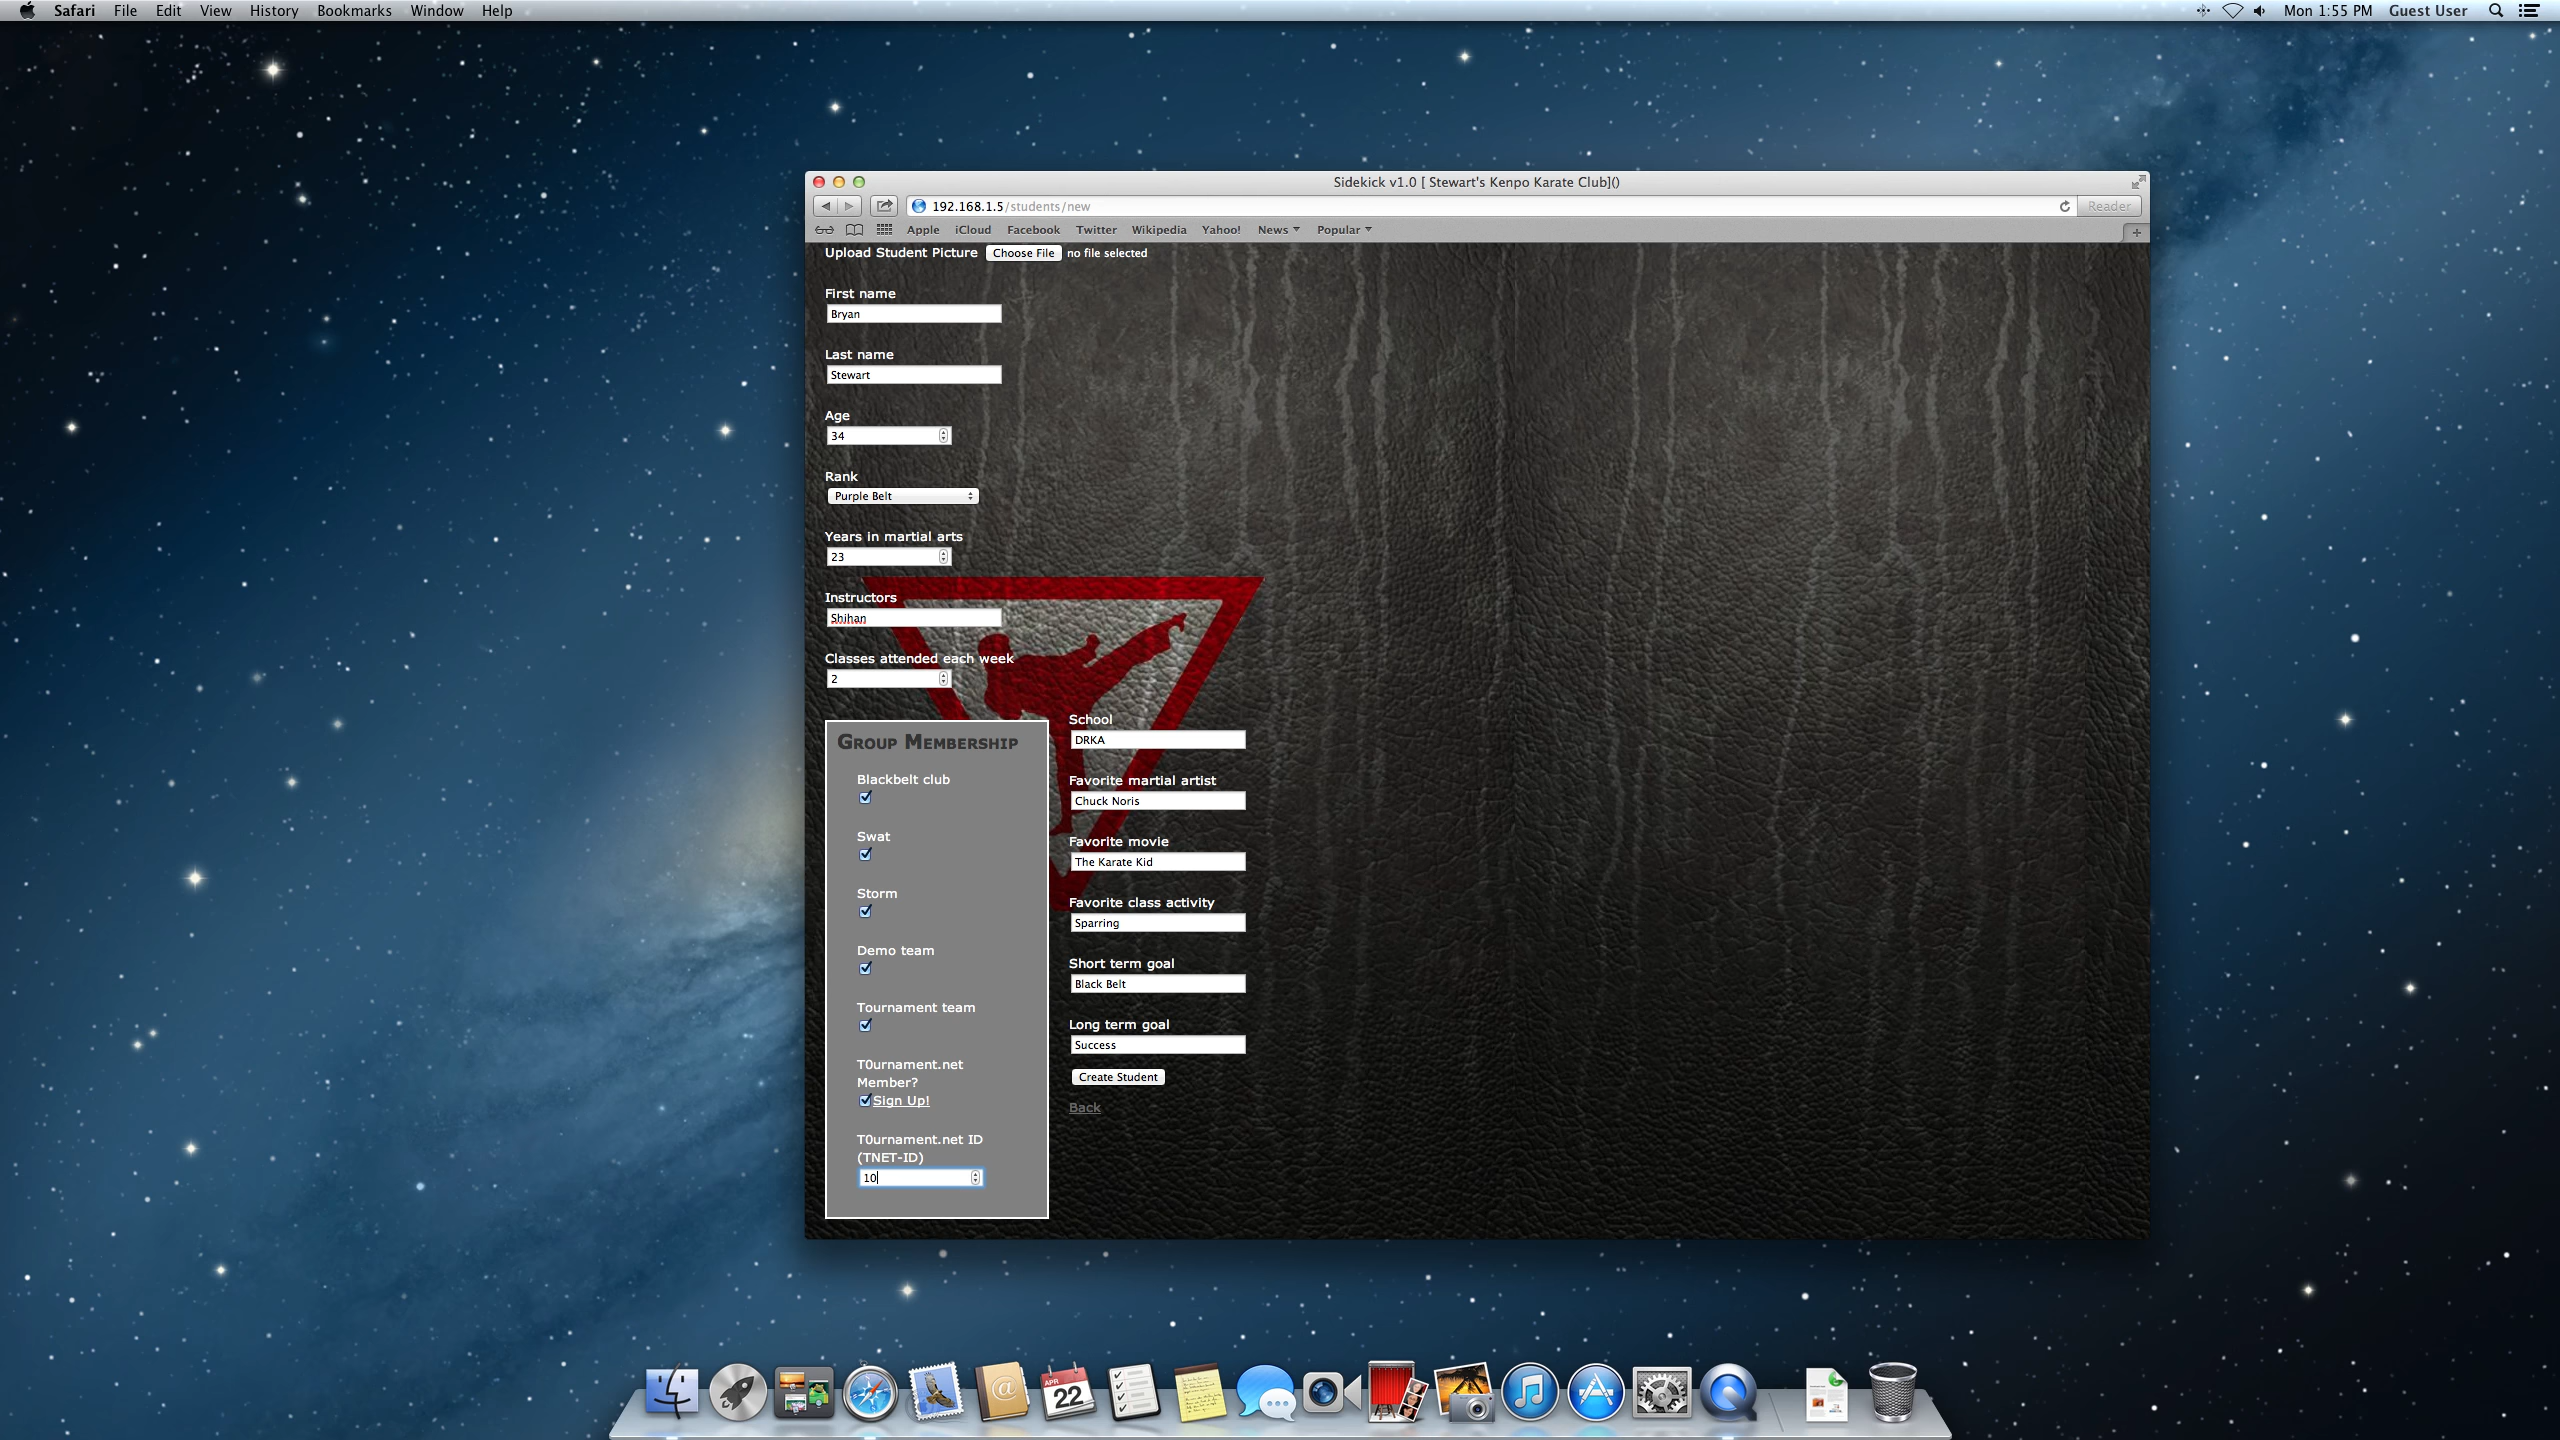 Safari File Edit View History Bookmarks Window Help Mon 1:55 PM Guest User
Sidekick v1.0 [ Stewart's Kenpo Karate Club]()
192.168.1.5/students/new Reader
Apple iCloud Facebook Twitter Wikipedia Yahoo! News Popular
Upload Student Picture Choose File no file selected
First name
Bryan
Last name
Stewart
Age
34
Rank
Purple Belt
Years in martial arts
23
Instructors
Shihan
Classes attended each week
2
Group Membership
Blackbelt club
Swat
Storm
Demo team
Tournament team
T0urnament.net
Member?
Sign Up!
T0urnament.net ID
(TNET-ID)
10
School
DRKA
Favorite martial artist
Chuck Noris
Favorite movie
The Karate Kid
Favorite class activity
Sparring
Short term goal
Black Belt
Long term goal
Success
Create Student
Back
APR
22